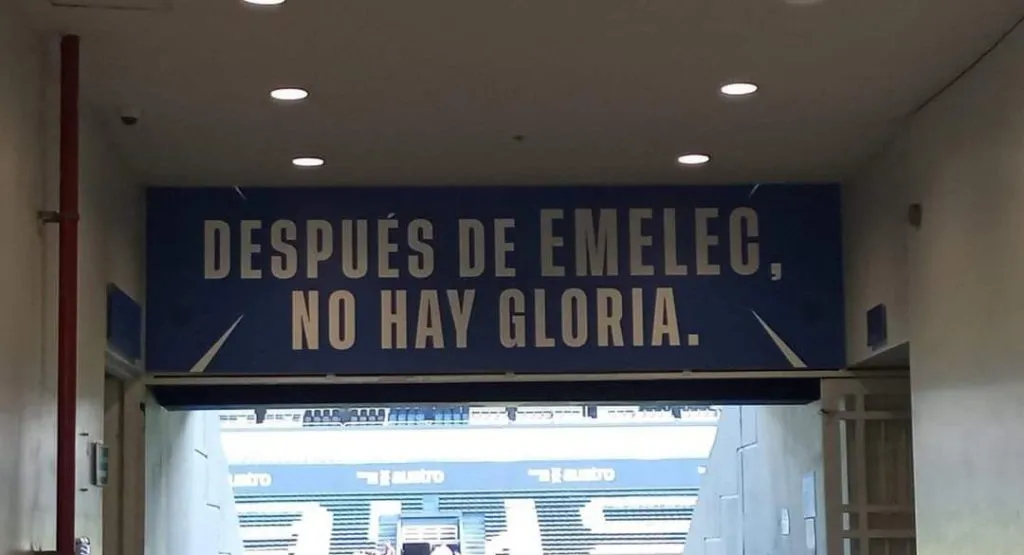 DESPUÉS DE EMELEC,
NO HAY GLORIA.